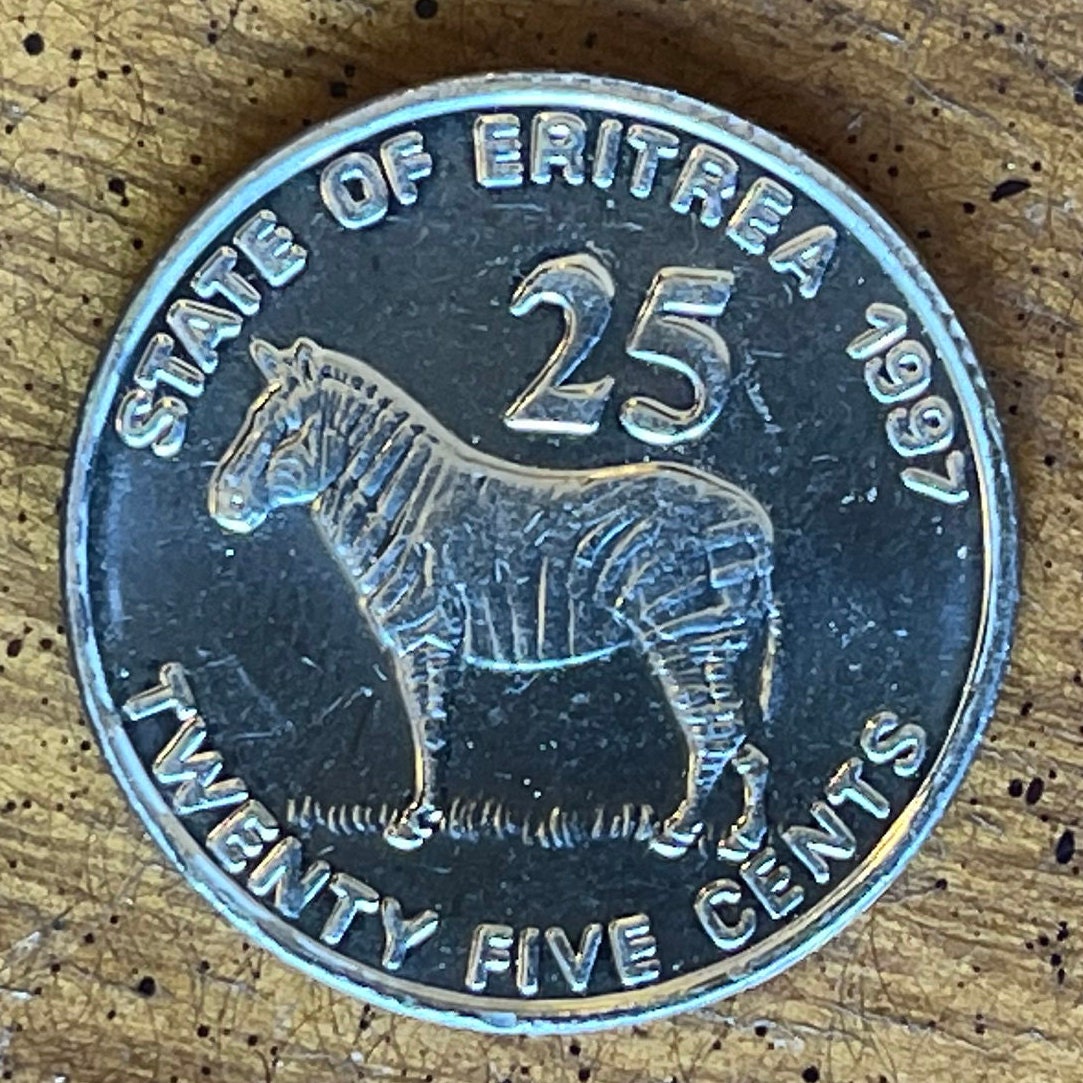 STATE OF ERITREA 1997
25
TWENTY FIVE CENTS